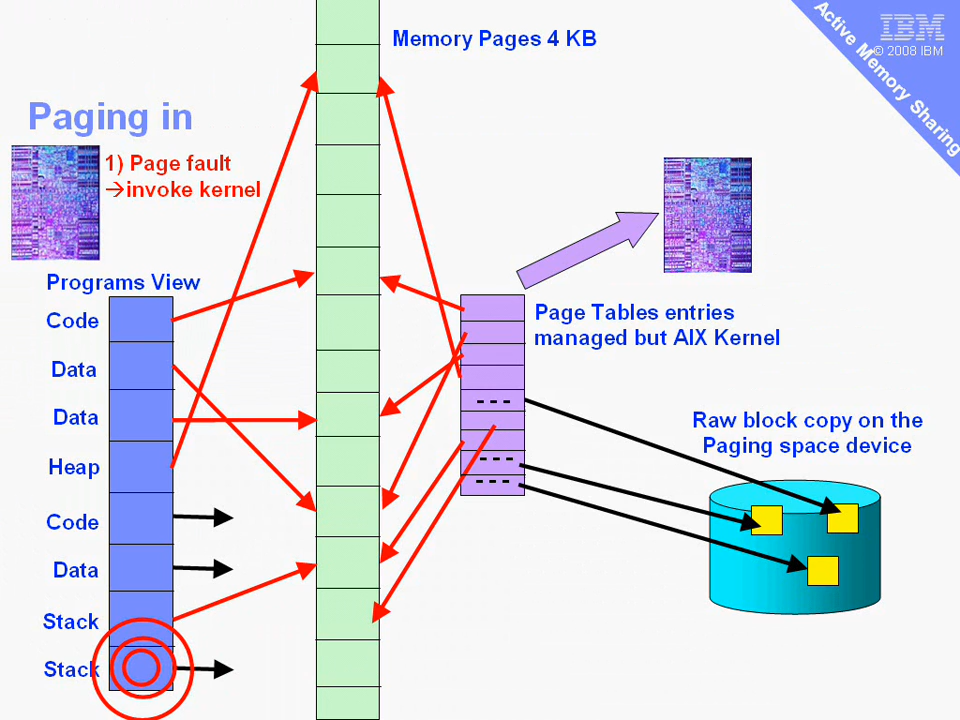 Memory Pages 4 KB
IBM
© 2008 IBM
Active Memory Sharing
Paging in
1) Page fault
→invoke kernel
Programs View
Code
Data
Data
Heap
Code
Data
Stack
Stack
Page Tables entries
managed but AIX Kernel
- - -
- - -
- - -
Raw block copy on the
Paging space device